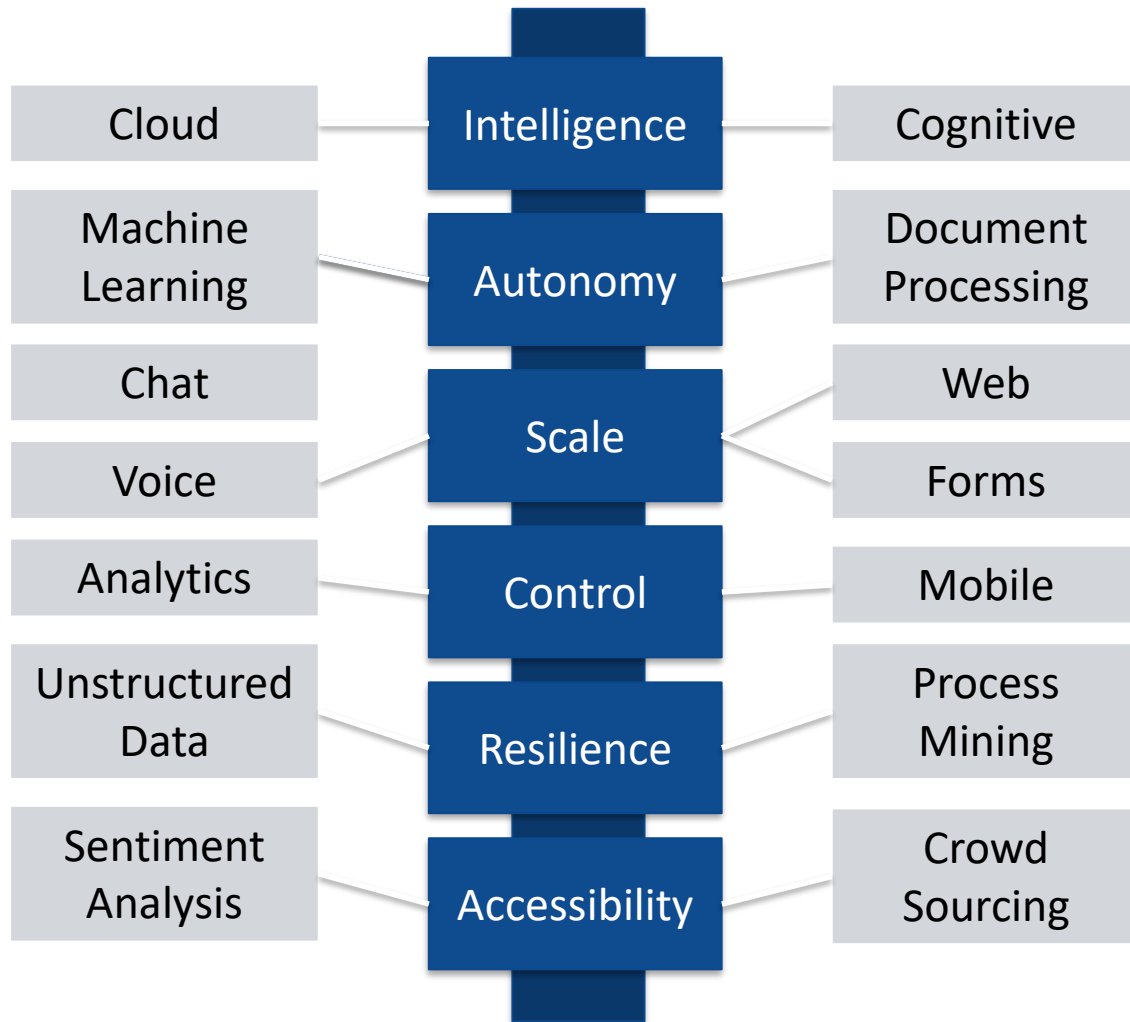 Cloud
Intelligence
Cognitive
Machine
Learning
Autonomy
Document
Processing
Chat
Scale
Web
Voice
Forms
Analytics
Control
Mobile
Unstructured
Data
Resilience
Process
Mining
Sentiment
Analysis
Accessibility
Crowd
Sourcing